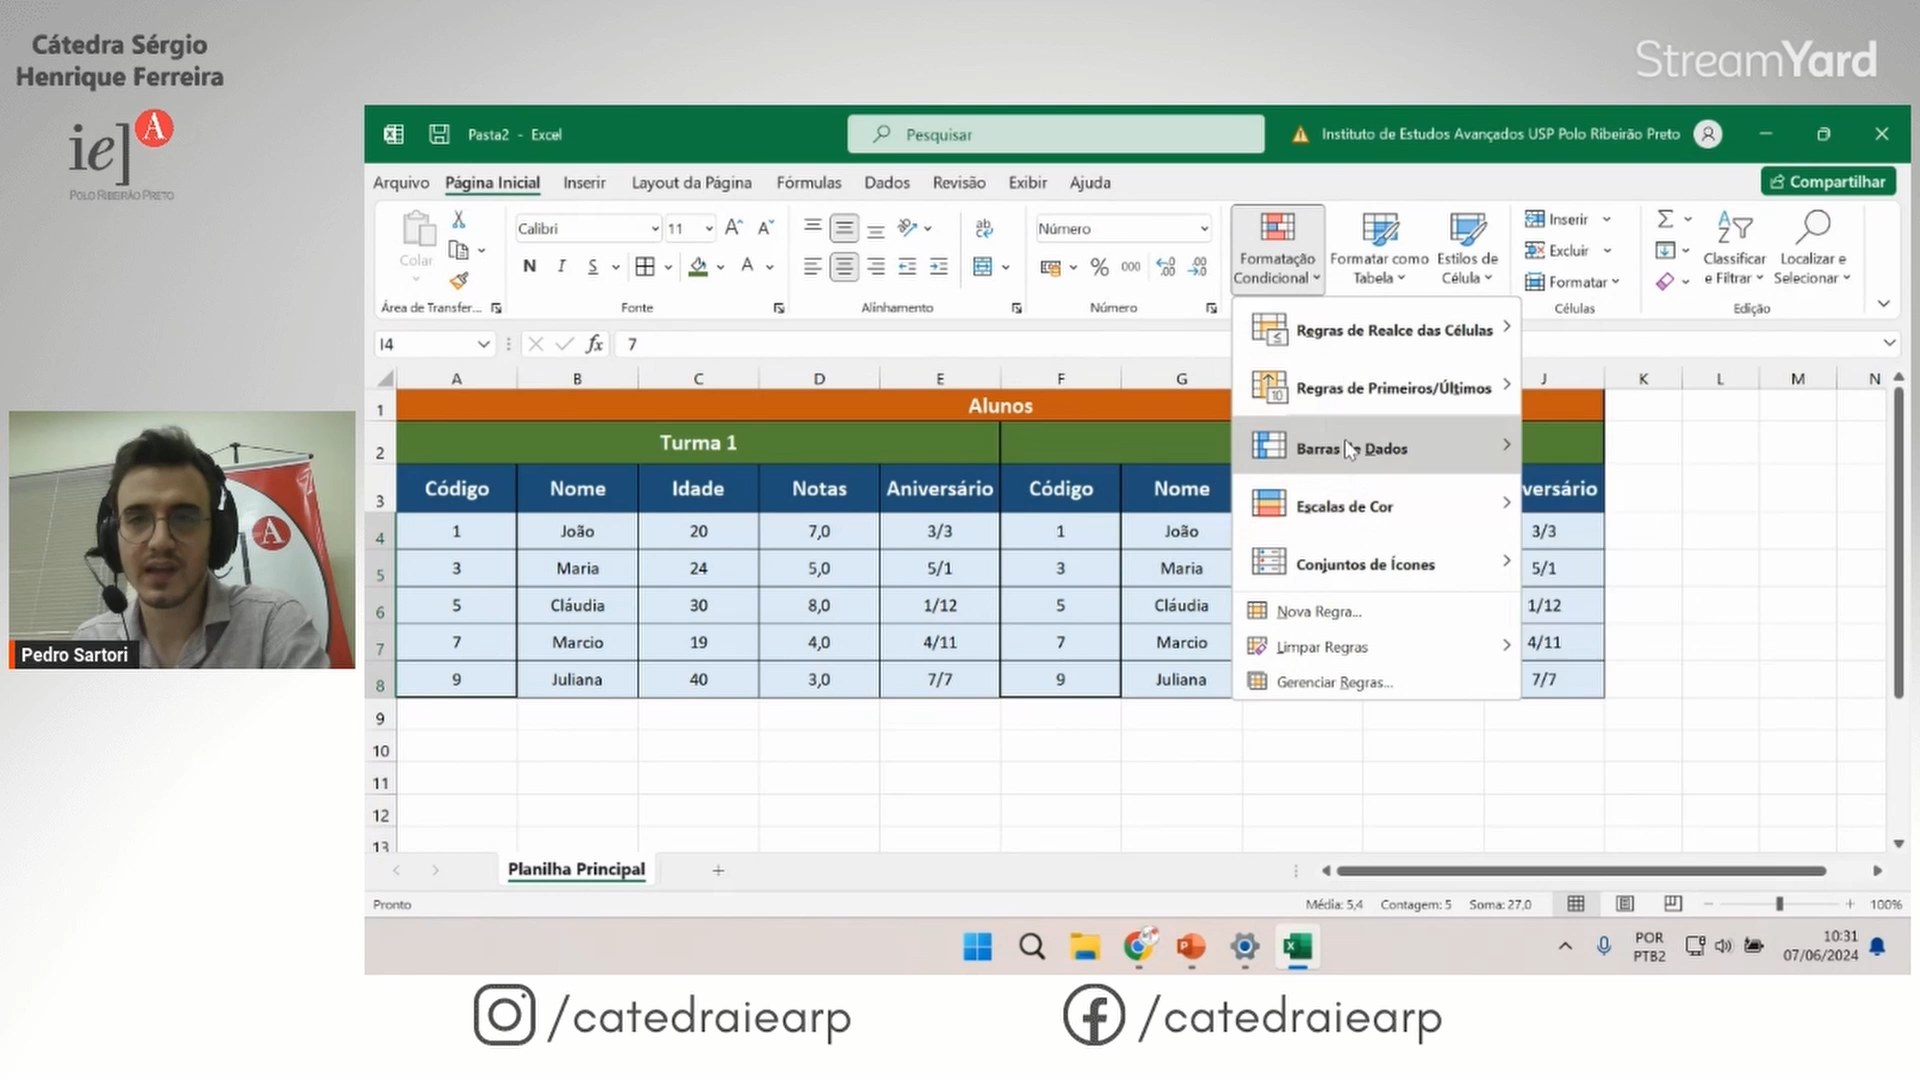 Cátedra Sérgio
Henrique Ferreira
ie] A
POLO RIBEIRÃO PRETO
StreamYard
Pasta2 - Excel
Pesquisar
Instituto de Estudos Avançados USP Polo Ribeirão Preto
Arquivo Página Inicial Inserir Layout da Página Fórmulas Dados Revisão Exibir Ajuda
Compartilhar
Colar
Calibri 11
N I S
Número
% 000
Formatação Condicional
Formatar como Tabela
Estilos de Célula
Inserir
Excluir
Formatar
Classificar e Filtrar
Localizar e Selecionar
Área de Transfer... Fonte Alinhamento Número Células Edição
I4 fx 7
A B C D E F G J K L M N
1 Alunos
2 Turma 1
3 Código Nome Idade Notas Aniversário Código Nome versário
4 1 João 20 7,0 3/3 1 João 3/3
5 3 Maria 24 5,0 5/1 3 Maria 5/1
6 5 Cláudia 30 8,0 1/12 5 Cláudia 1/12
7 7 Marcio 19 4,0 4/11 7 Marcio 4/11
8 9 Juliana 40 3,0 7/7 9 Juliana 7/7
9
10
11
12
13
Regras de Realce das Células
Regras de Primeiros/Últimos
Barras de Dados
Escalas de Cor
Conjuntos de Ícones
Nova Regra...
Limpar Regras
Gerenciar Regras...
Pedro Sartori
Planilha Principal
Pronto
Média: 5,4 Contagem: 5 Soma: 27,0
100%
POR
PTB2
10:31
07/06/2024
/catedraiearp
/catedraiearp